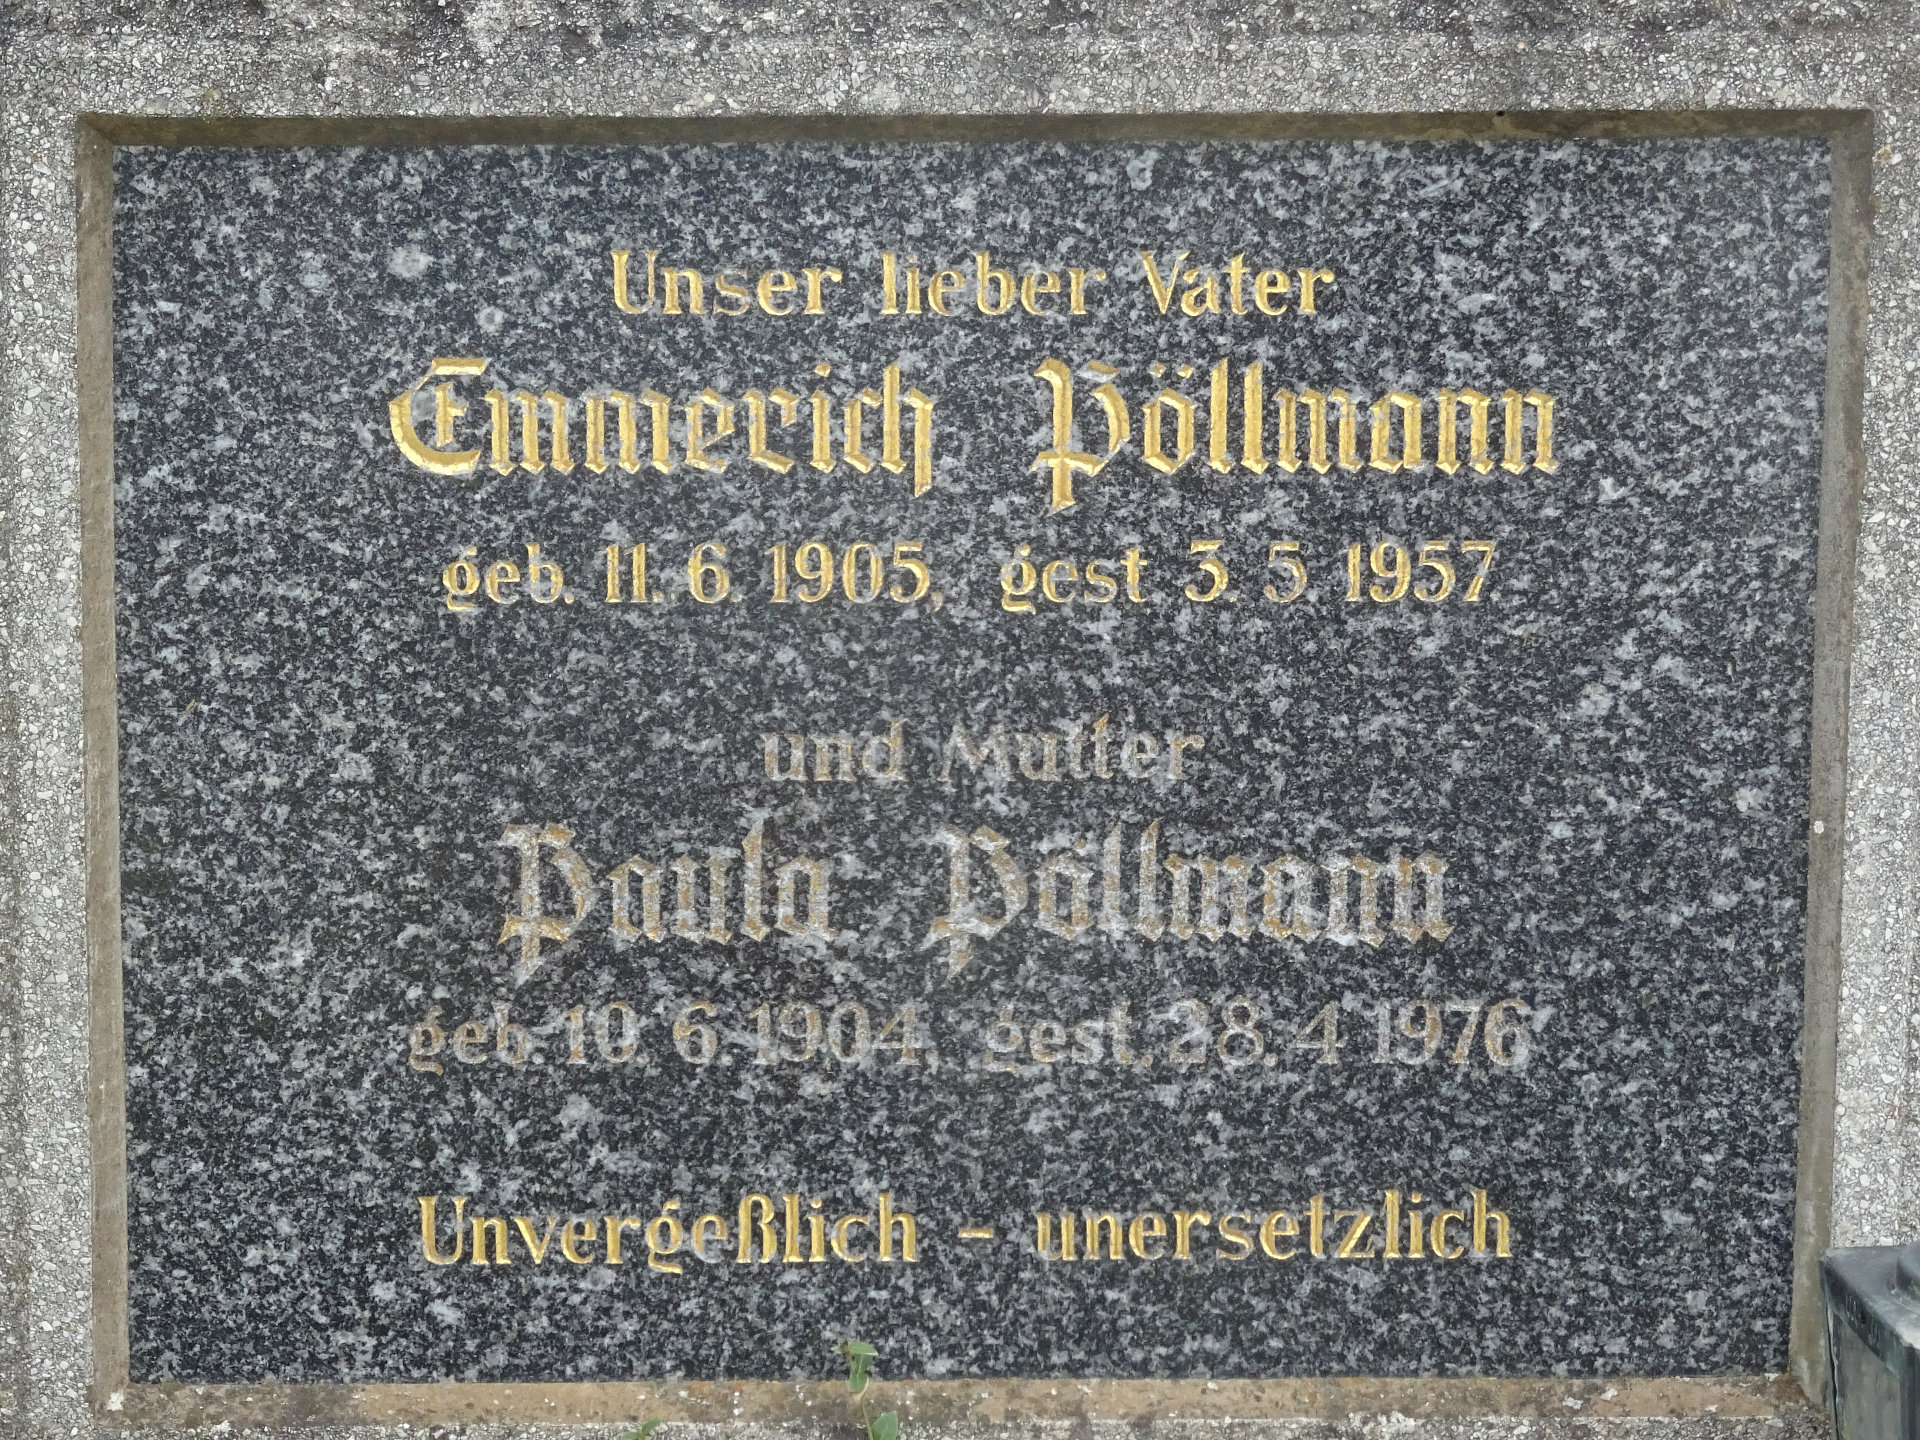 Unser lieber Vater
Emmerich Pöllmann
geb. 11. 6. 1905, gest 3. 5 1957
und Mutter
Paula Pöllmann
geb. 10. 6. 1904, gest. 28. 4 1976
Unvergeßlich - unersetzlich